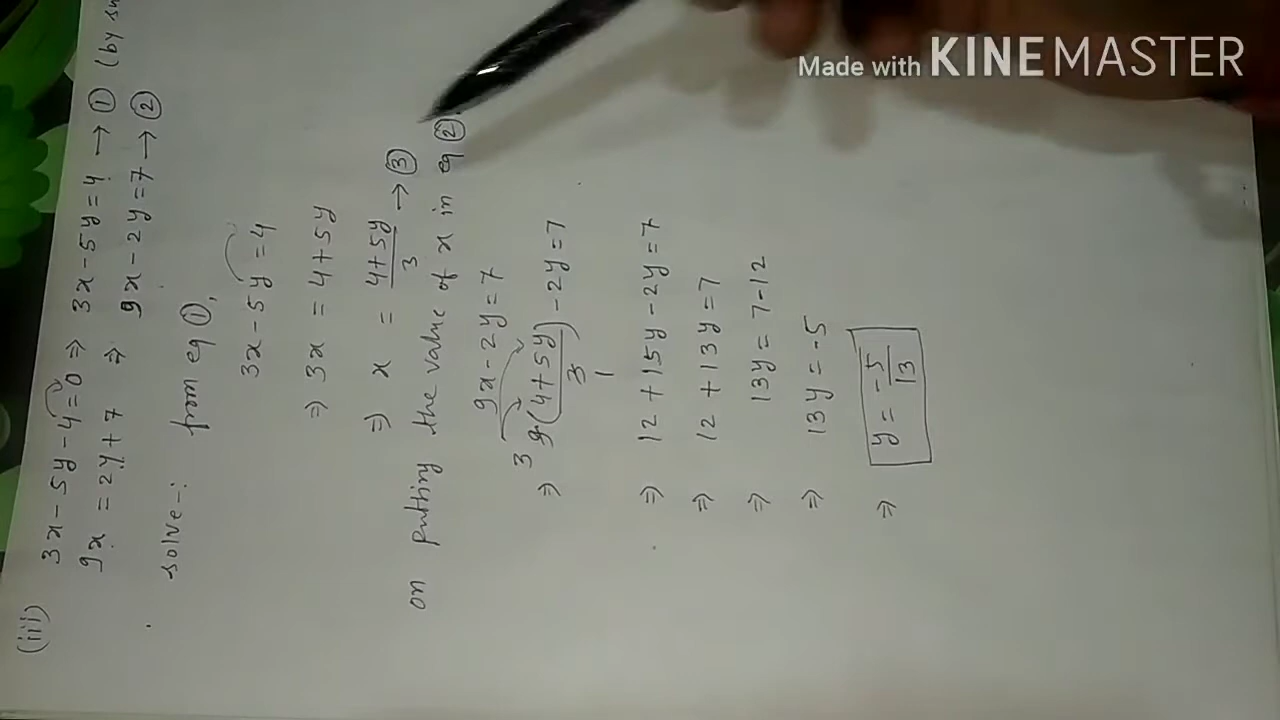 Made with KINEMASTER
(iii) 3x - 5y - 4 = 0 ⇒ 3x - 5y = 4 → ① (by
9x = 2y + 7 ⇒ 9x - 2y = 7 → ②
solve-: from eq ①,
3x - 5y = 4
⇒ 3x = 4 + 5y
⇒ x = (4+5y)/3 → ③
on putting the value of x in eq ②,
9x - 2y = 7
⇒ 3 9(4+5y)/3 1 - 2y = 7
⇒ 12 + 15y - 2y = 7
⇒ 12 + 13y = 7
⇒ 13y = 7 - 12
⇒ 13y = -5
⇒ y = -5/13